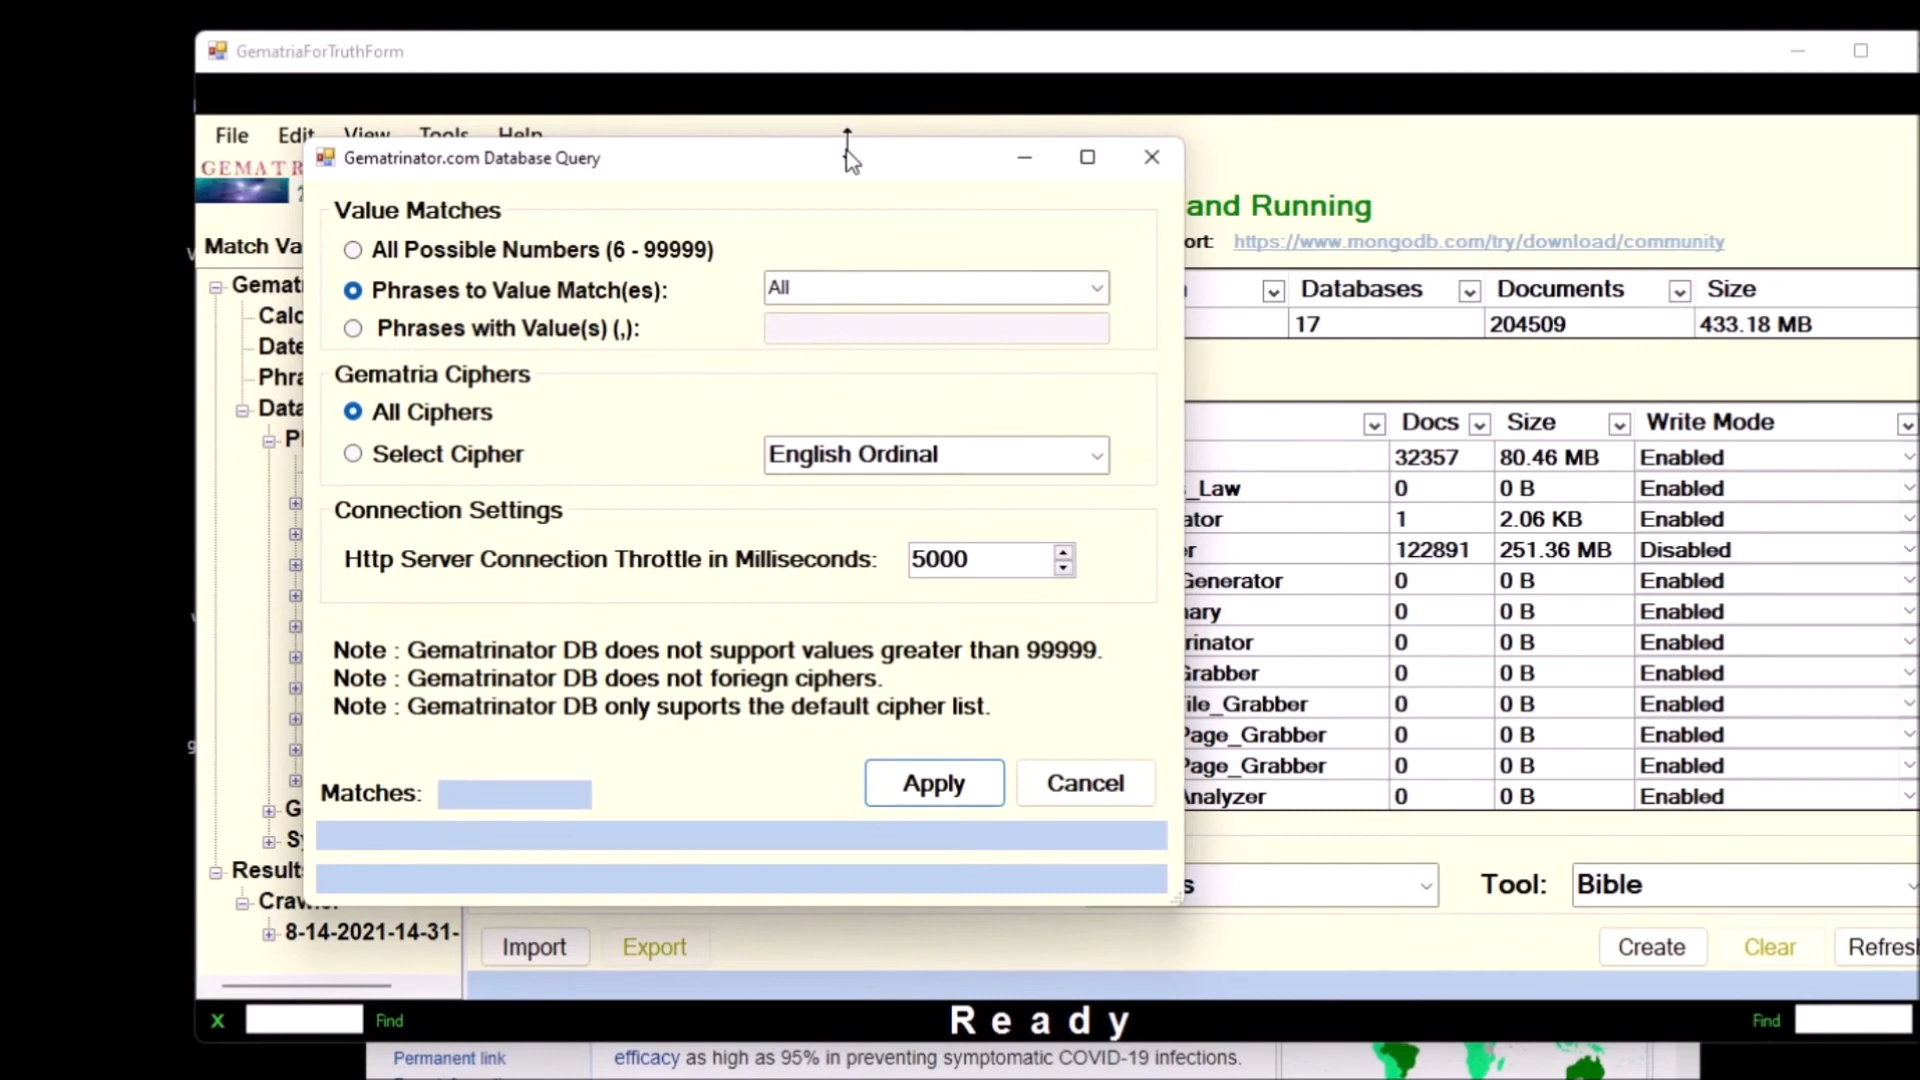 GematriaForTruthForm
File Edit View Tools Help
Gematrinator.com Database Query
GEMATR
and Running
Value Matches
ort: https://www.mongodb.com/try/download/community
Match Va
All Possible Numbers (6 - 99999)
Gemat
Phrases to Value Match(es): All
Databases Documents Size
Calc
Phrases with Value(s) (,):
17 204509 433.18 MB
Date
Gematria Ciphers
Phra
All Ciphers
Data
Docs Size Write Mode
Select Cipher English Ordinal
32357 80.46 MB Enabled
_Law 0 0 B Enabled
Connection Settings
ator 1 2.06 KB Enabled
Http Server Connection Throttle in Milliseconds: 5000
r 122891 251.36 MB Disabled
Generator 0 0 B Enabled
ary 0 0 B Enabled
Note : Gematrinator DB does not support values greater than 99999.
rinator 0 0 B Enabled
Note : Gematrinator DB does not foriegn ciphers.
Grabber 0 0 B Enabled
Note : Gematrinator DB only suports the default cipher list.
ile_Grabber 0 0 B Enabled
Page_Grabber 0 0 B Enabled
Page_Grabber 0 0 B Enabled
Matches: Apply Cancel
Analyzer 0 0 B Enabled
G
Sy
Result
Crawl
s Tool: Bible
8-14-2021-14-31-
Import Export Create Clear Refresh
X Find Ready Find
Permanent link
efficacy as high as 95% in preventing symptomatic COVID-19 infections.